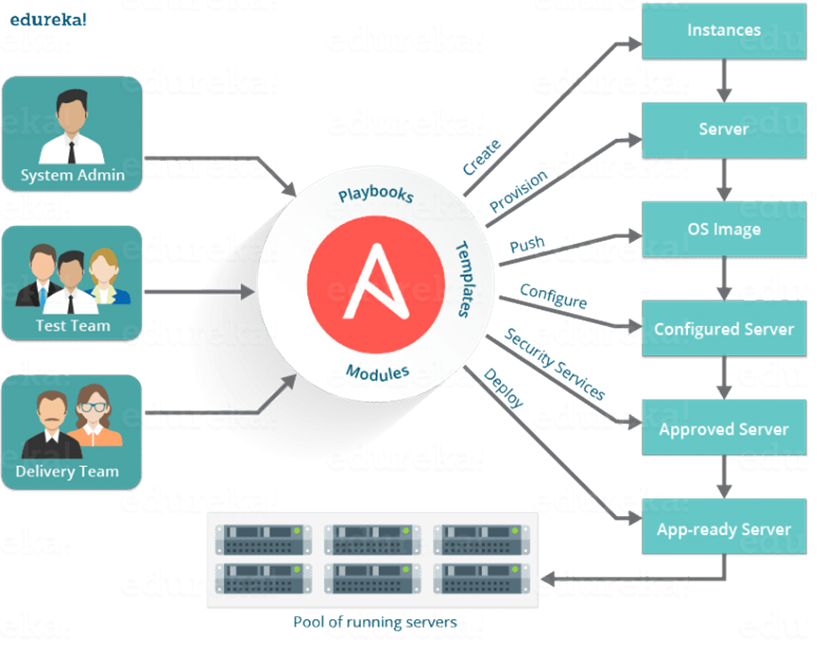 edureka!
System Admin
Test Team
Delivery Team
Playbooks
Templates
Modules
Create
Provision
Push
Configure
Security Services
Deploy
Instances
Server
OS Image
Configured Server
Approved Server
App-ready Server
Pool of running servers